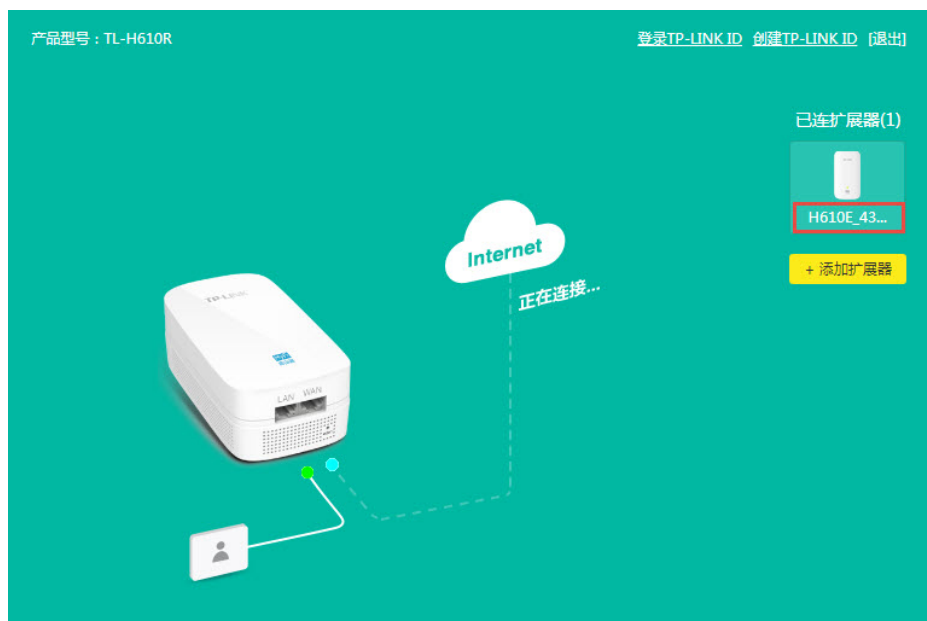 产品型号：TL-H610R
登录TP-LINK ID 创建TP-LINK ID [退出]
已连扩展器(1)
H610E_43...
+ 添加扩展器
Internet
正在连接...
TP-LINK
LAN WAN